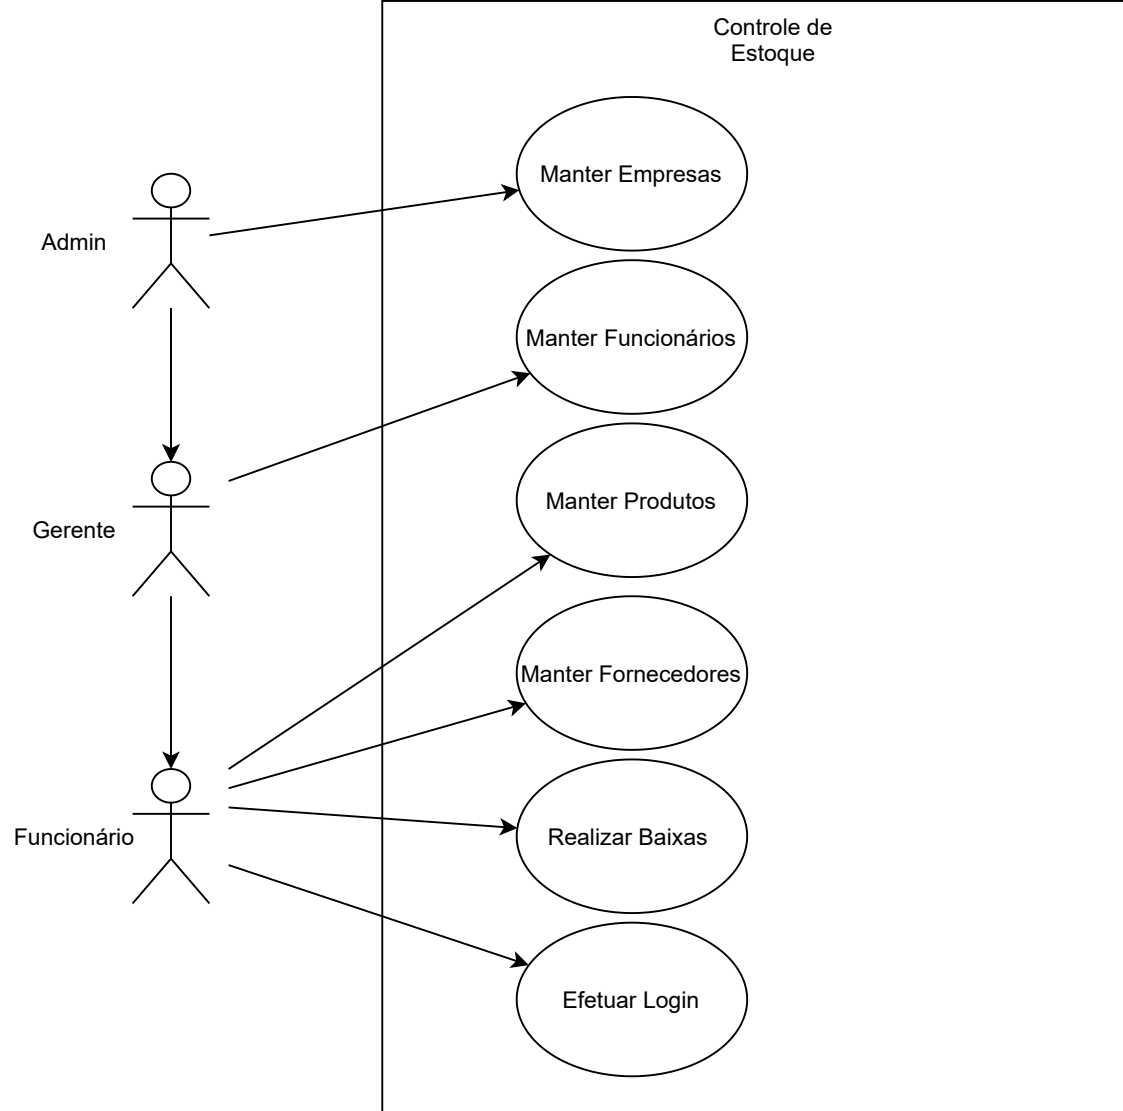 Controle de
Estoque
Manter Empresas
Admin
Manter Funcionários
Manter Produtos
Gerente
Manter Fornecedores
Funcionário
Realizar Baixas
Efetuar Login